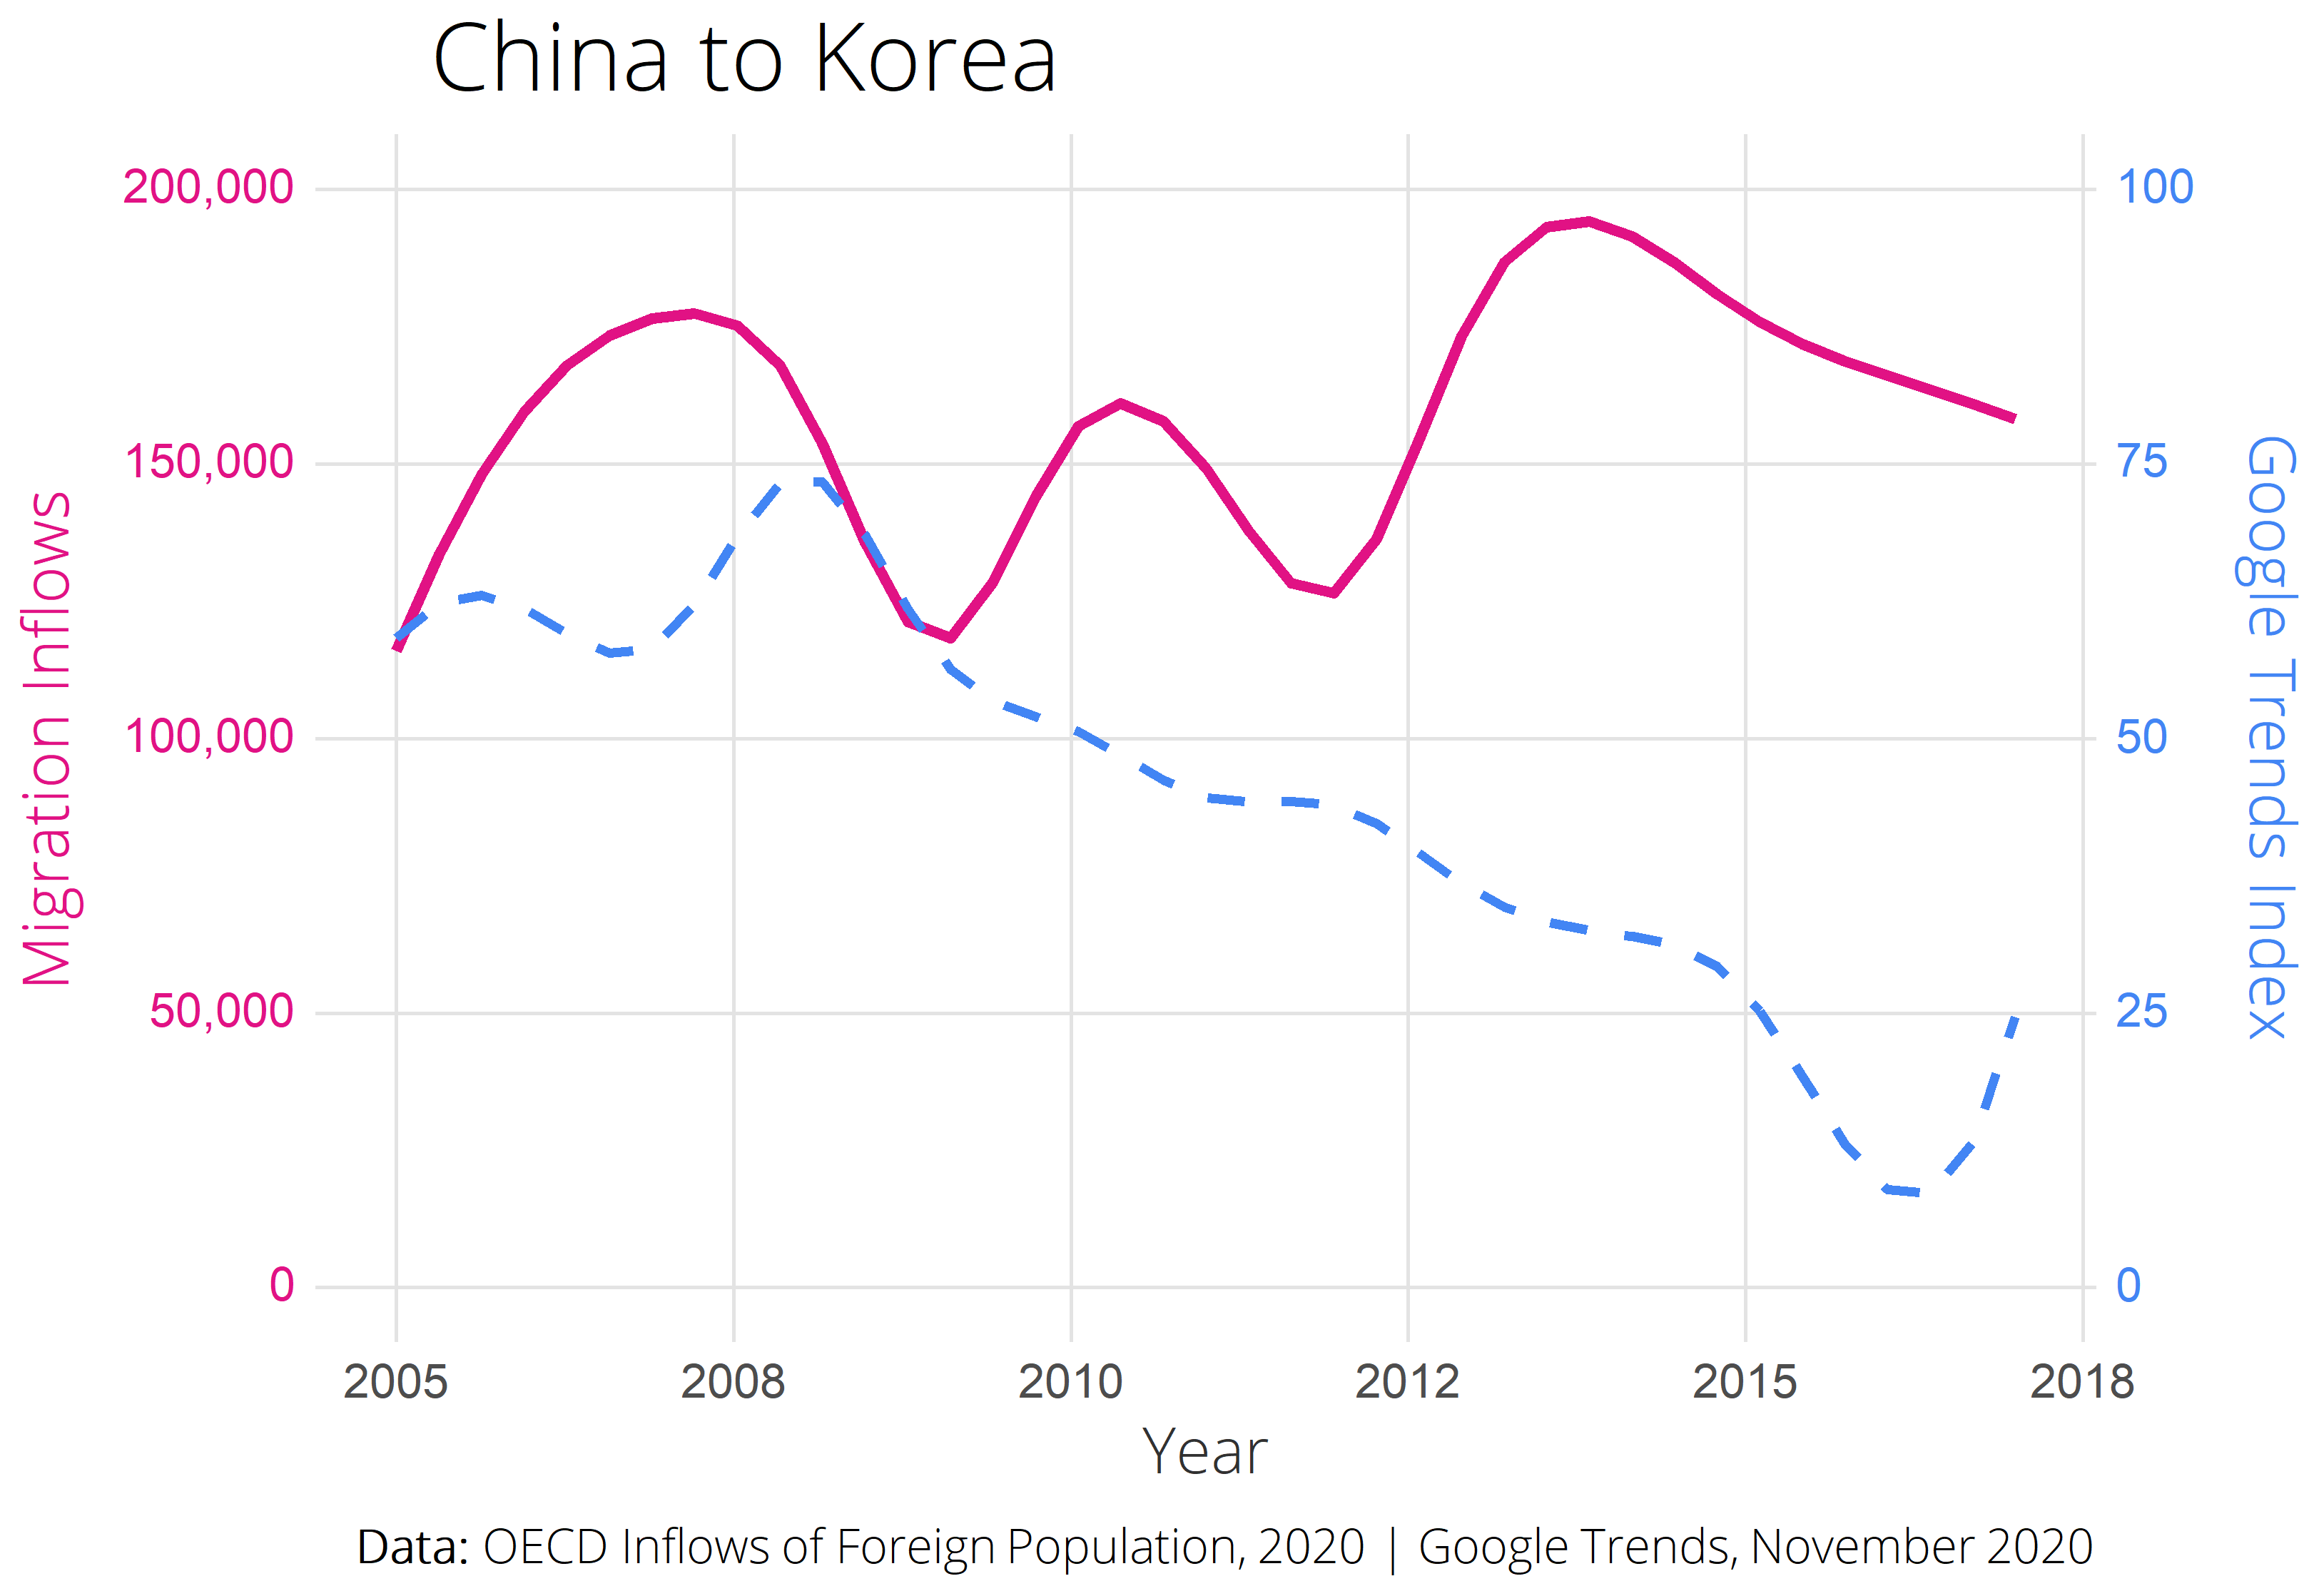 China to Korea
200,000
150,000
100,000
50,000
0
Migration Inflows
100
75
50
25
0
Google Trends Index
2005 2008 2010 2012 2015 2018
Year
Data: OECD Inflows of Foreign Population, 2020 | Google Trends, November 2020